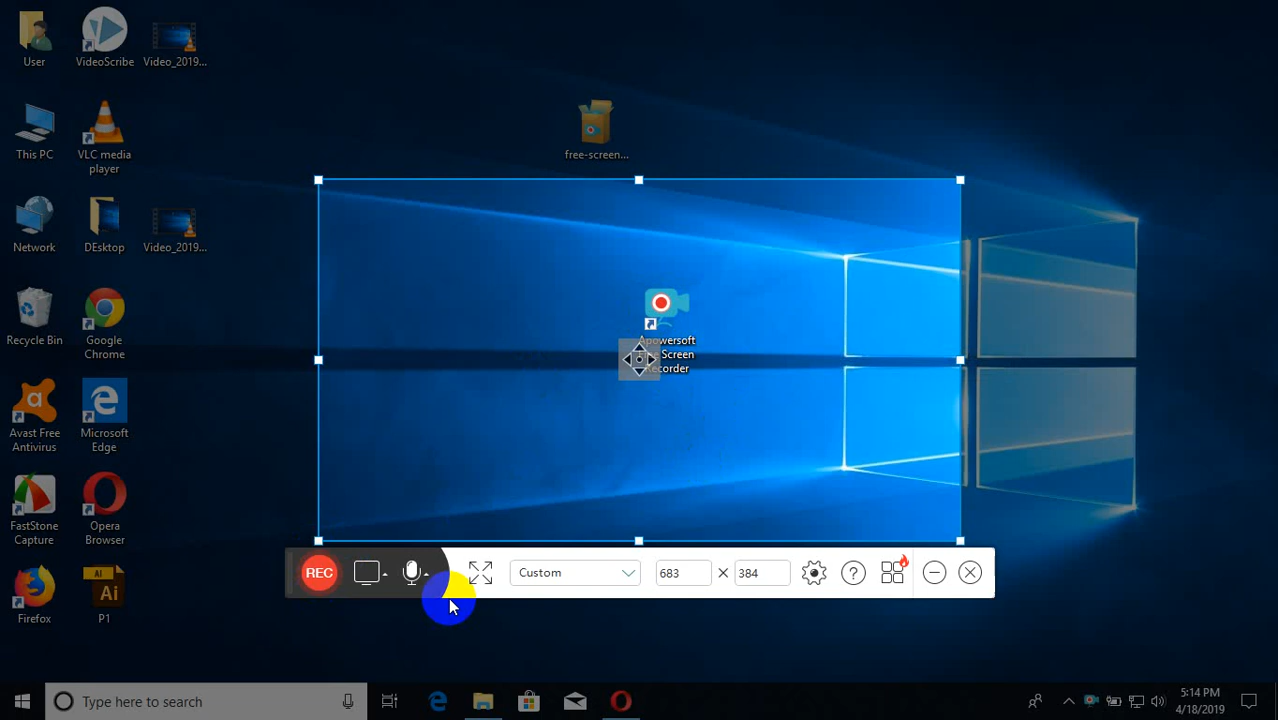 User
VideoScribe
Video_2019...
This PC
VLC media
player
free-screen...
Network
DEsktop
Video_2019...
Recycle Bin
Google
Chrome
Apowersoft
Free Screen
Recorder
Avast Free
Antivirus
Microsoft
Edge
FastStone
Capture
Opera
Browser
REC
Custom
683
384
?
Firefox
Ai
P1
Type here to search
5:14 PM
4/18/2019